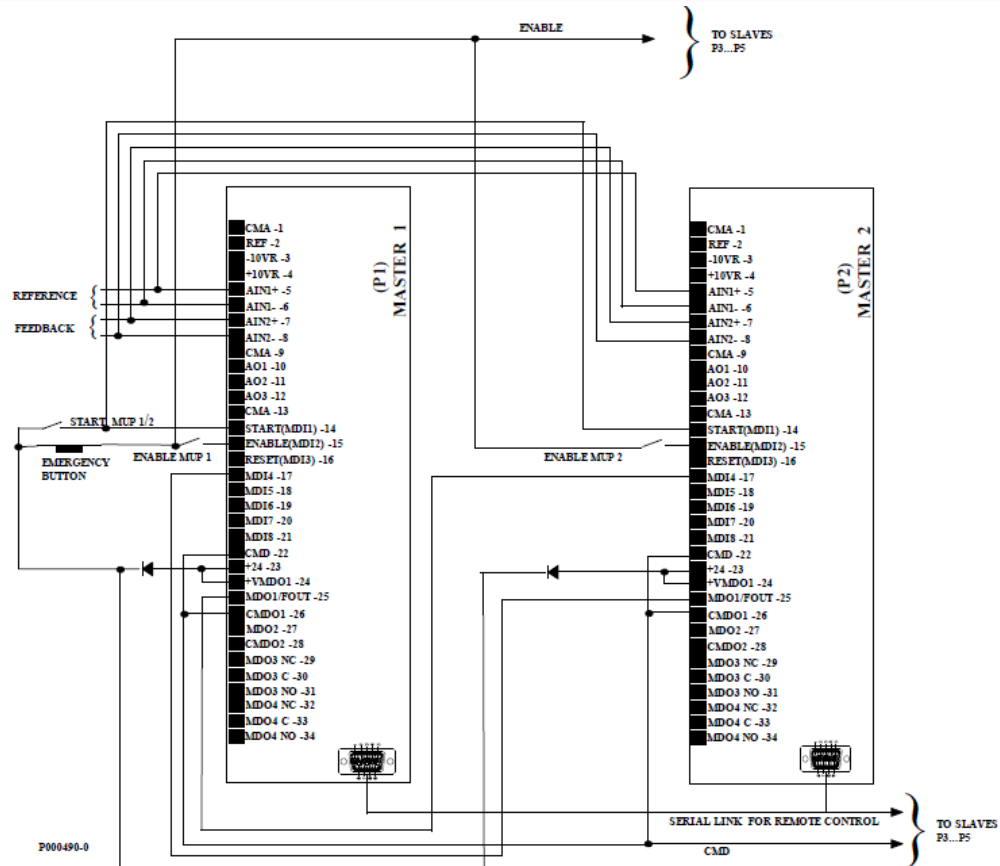 ENABLE
TO SLAVES
P3...P5
(P1)
MASTER 1
CMA -1
REF -2
-10VR -3
+10VR -4
AIN1+ -5
AIN1- -6
AIN2+ -7
AIN2- -8
CMA -9
AO1 -10
AO2 -11
AO3 -12
CMA -13
START(MDI1) -14
ENABLE(MDI2) -15
RESET(MDI3) -16
MDI4 -17
MDI5 -18
MDI6 -19
MDI7 -20
MDI8 -21
CMD -22
+24 -23
+VMDO1 -24
MDO1/FOUT -25
CMDO1 -26
MDO2 -27
CMDO2 -28
MDO3 NC -29
MDO3 C -30
MDO3 NO -31
MDO4 NC -32
MDO4 C -33
MDO4 NO -34
REFERENCE
FEEDBACK
START MUP 1/2
EMERGENCY
BUTTON
ENABLE MUP 1
(P2)
MASTER 2
CMA -1
REF -2
-10VR -3
+10VR -4
AIN1+ -5
AIN1- -6
AIN2+ -7
AIN2- -8
CMA -9
AO1 -10
AO2 -11
AO3 -12
CMA -13
START(MDI1) -14
ENABLE(MDI2) -15
RESET(MDI3) -16
MDI4 -17
MDI5 -18
MDI6 -19
MDI7 -20
MDI8 -21
CMD -22
+24 -23
+VMDO1 -24
MDO1/FOUT -25
CMDO1 -26
MDO2 -27
CMDO2 -28
MDO3 NC -29
MDO3 C -30
MDO3 NO -31
MDO4 NC -32
MDO4 C -33
MDO4 NO -34
ENABLE MUP 2
SERIAL LINK FOR REMOTE CONTROL
CMD
TO SLAVES
P3...P5
P000490-0